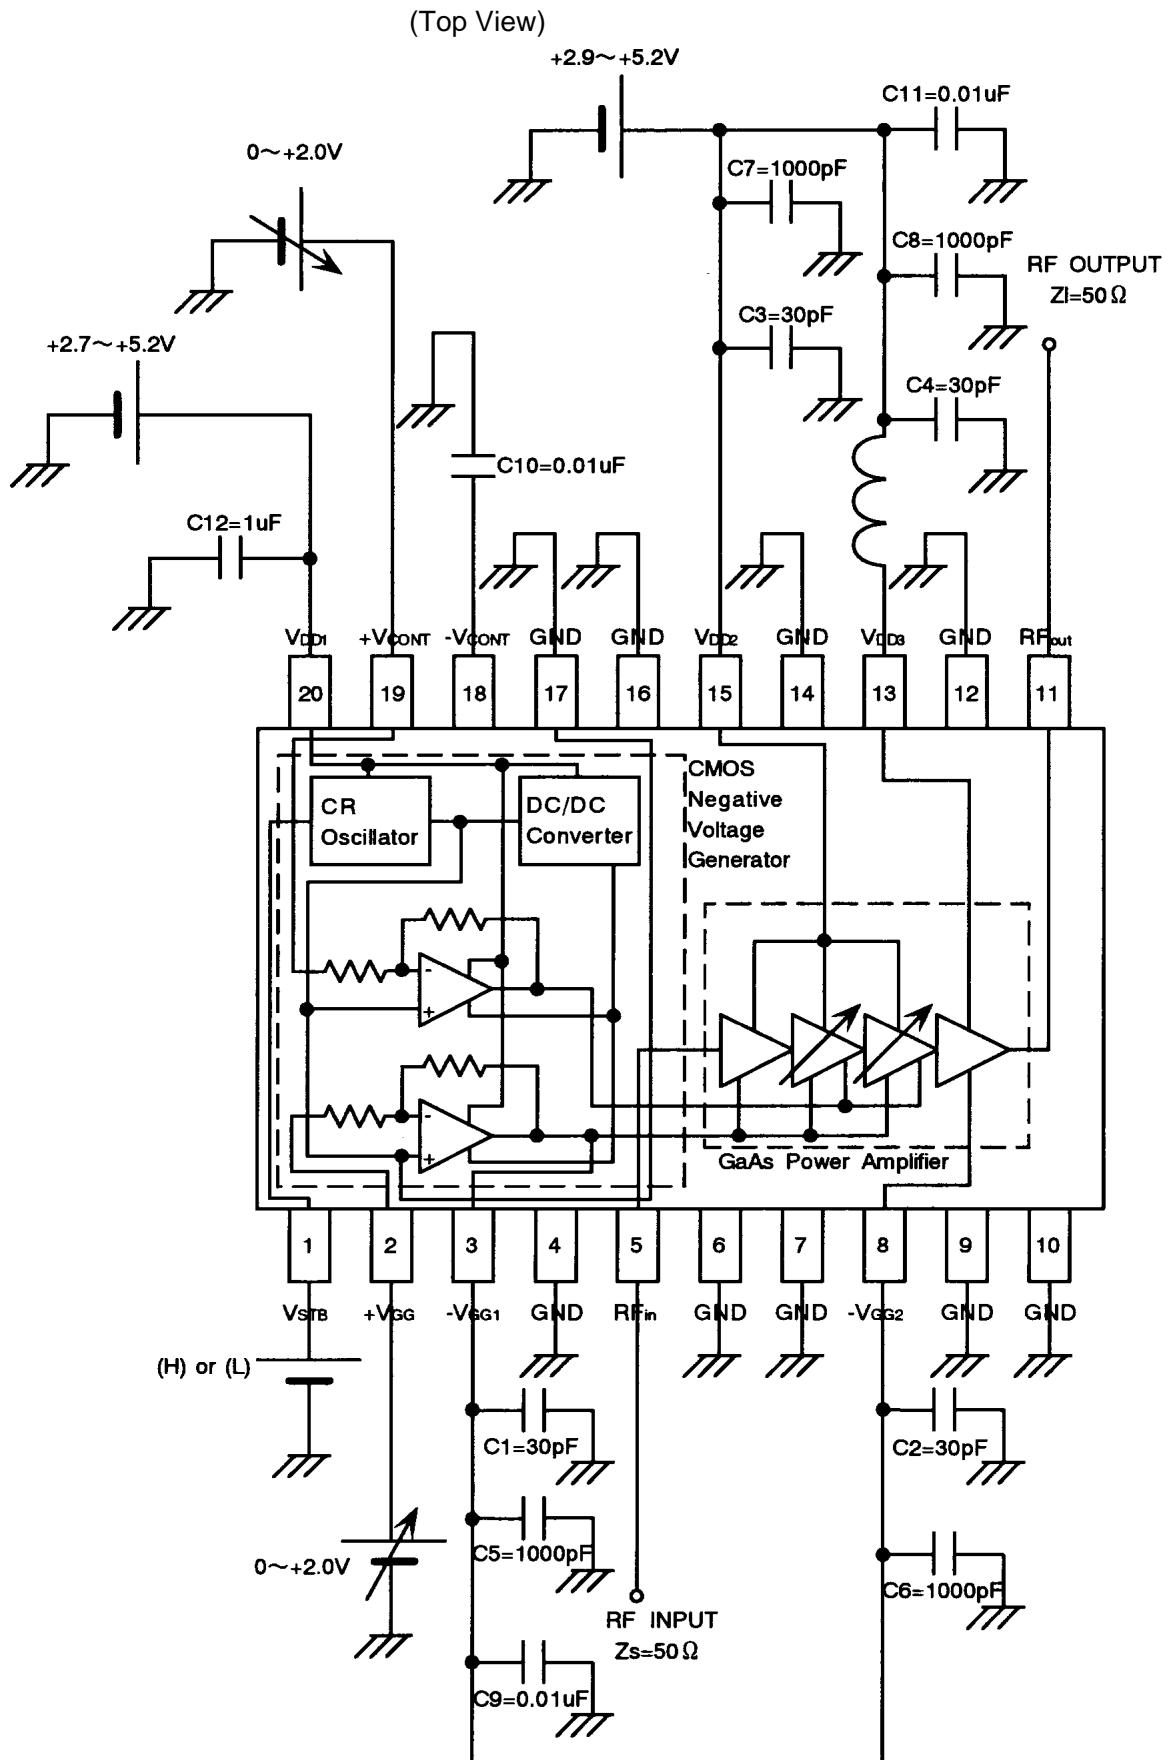 (Top View)
+2.9～+5.2V
C11=0.01uF
0～+2.0V
C7=1000pF
C8=1000pF
RF OUTPUT
Zl=50Ω
+2.7～+5.2V
C3=30pF
C4=30pF
C10=0.01uF
C12=1uF
VDD1 +VCONT -VCONT GND GND VDD2 GND VDD3 GND RFout
20 19 18 17 16 15 14 13 12 11
CMOS
Negative
Voltage
Generator
CR
Oscillator
DC/DC
Converter
-
+
-
+
GaAs Power Amplifier
1 2 3 4 5 6 7 8 9 10
VSTB +VGG -VGG1 GND RFin GND GND -VGG2 GND GND
(H) or (L)
C1=30pF
C2=30pF
C5=1000pF
0～+2.0V
C6=1000pF
RF INPUT
Zs=50Ω
C9=0.01uF